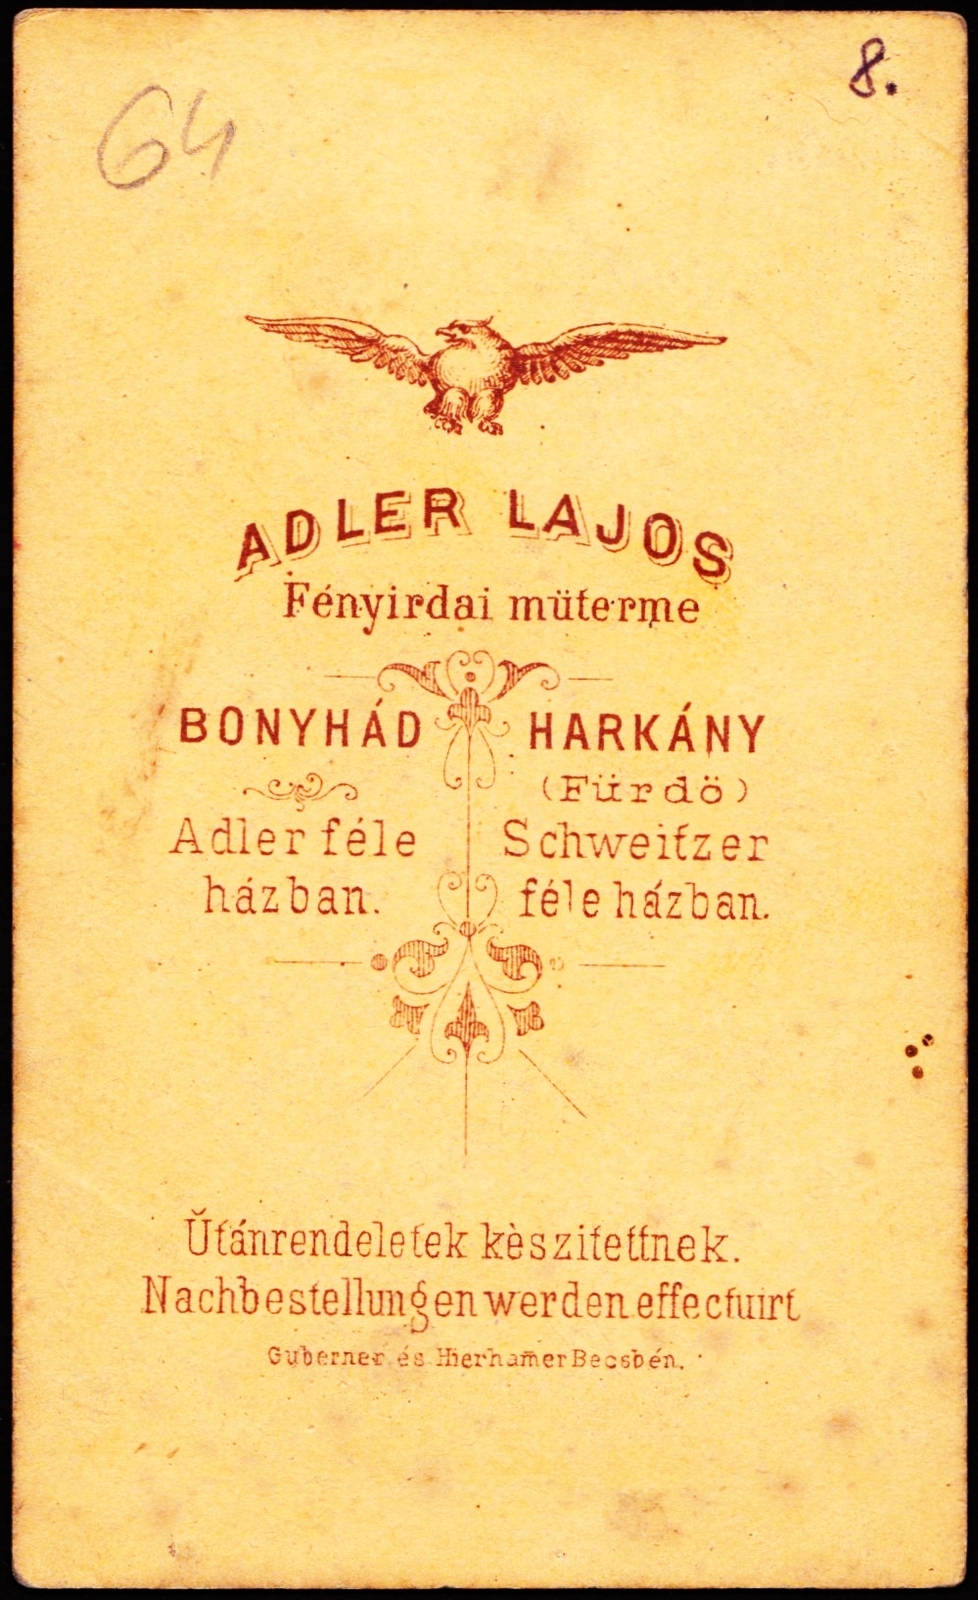 64
8.
ADLER LAJOS
Fényirdai müterme
BONYHÁD
Adler féle
házban.
HARKÁNY
(Fürdö)
Schweitzer
féle házban.
Ŭtánrendeletek kèszitettnek.
Nachbestellungen werden effectuirt
Guberner és Hierhamer Becsbén.